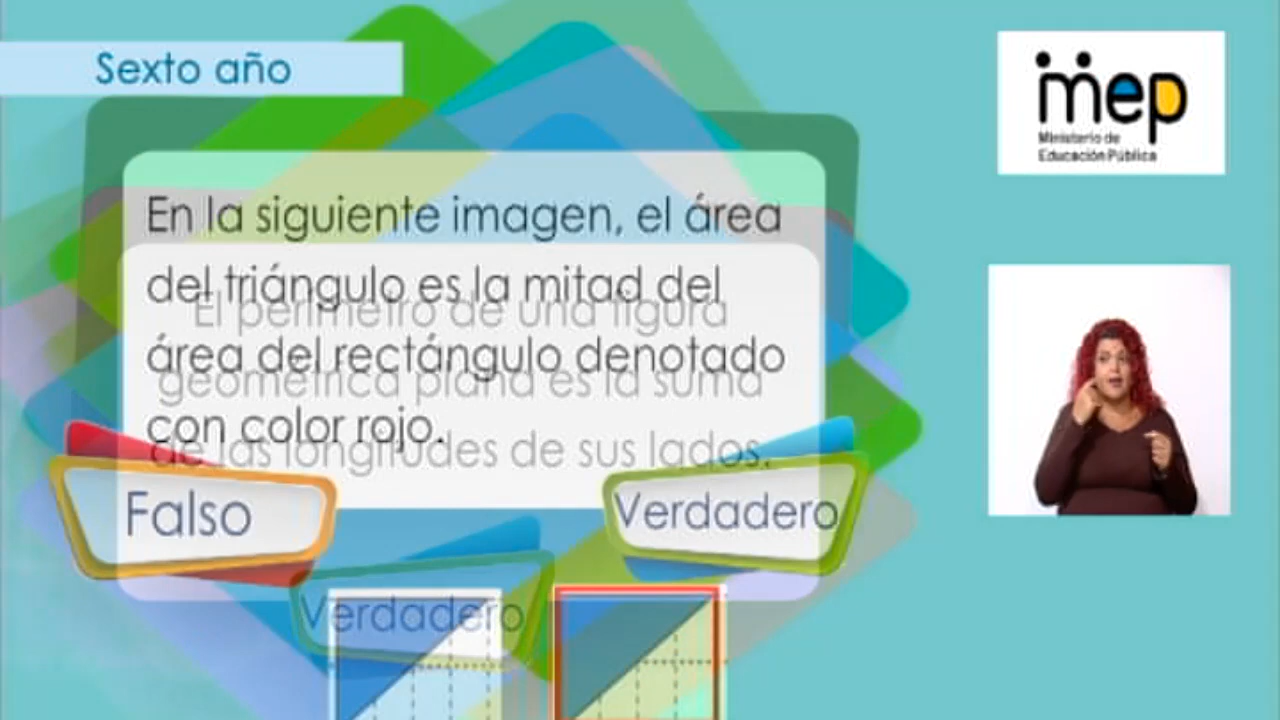 Sexto año
mep
Ministerio de
Educación Pública
En la siguiente imagen, el área
del triángulo es la mitad del
área del rectángulo denotado
con color rojo.
El perímetro de una figura
geométrica plana es la suma
de las longitudes de sus lados.
Falso
Verdadero
Verdadero